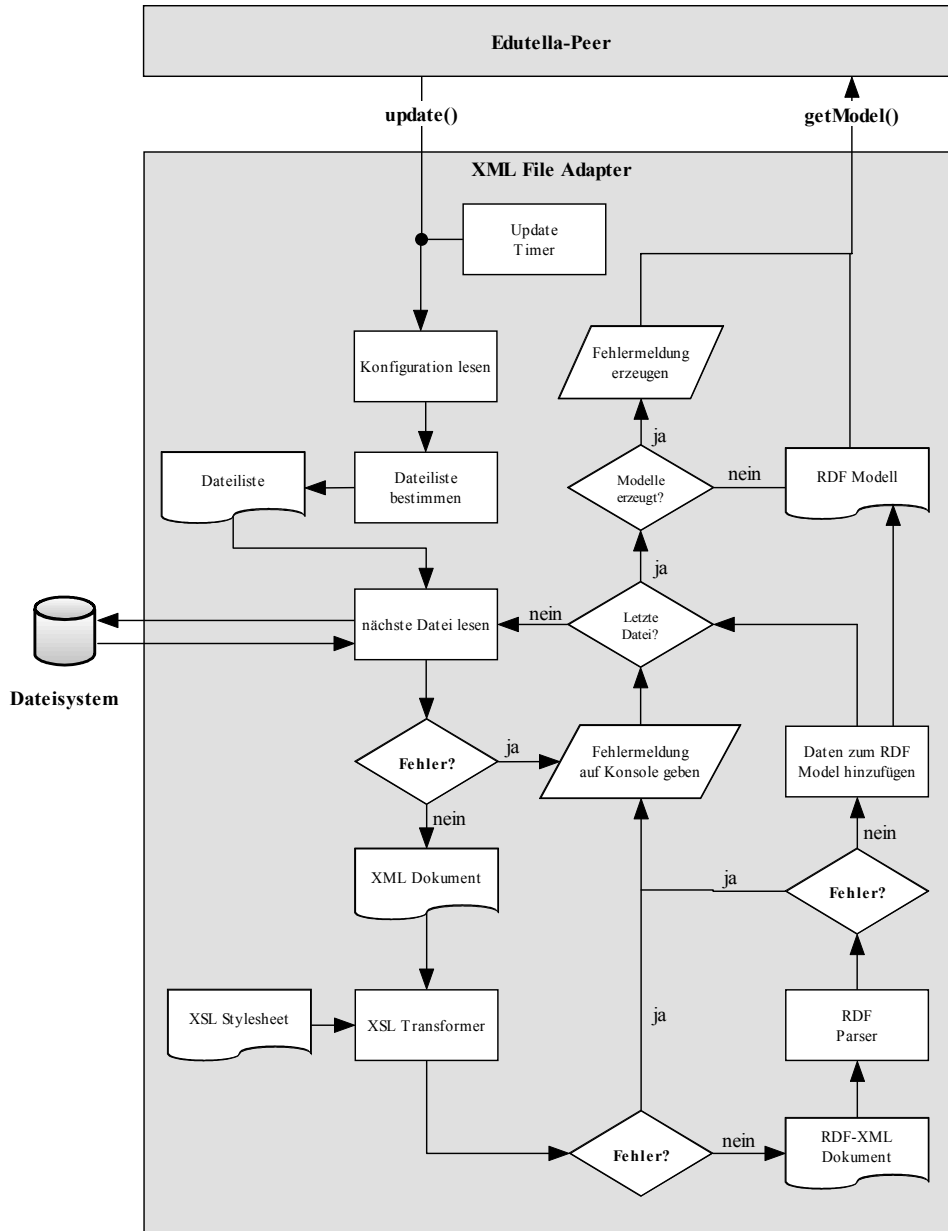 Edutella-Peer
update()
getModel()
XML File Adapter
Update
Timer
Konfiguration lesen
Fehlermeldung
erzeugen
ja
Dateiliste
Dateiliste
bestimmen
Modelle
erzeugt?
nein
RDF Modell
ja
nächste Datei lesen
nein
Letzte
Datei?
Dateisystem
Fehler?
ja
Fehlermeldung
auf Konsole geben
Daten zum RDF
Model hinzufügen
nein
nein
XML Dokument
ja
Fehler?
XSL Stylesheet
XSL Transformer
ja
RDF
Parser
Fehler?
nein
RDF-XML
Dokument